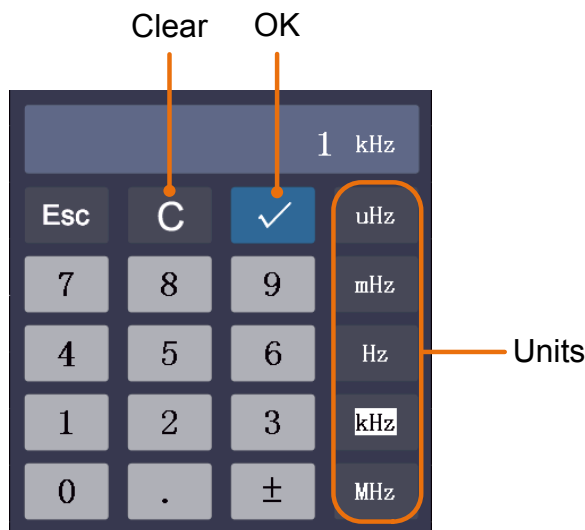 Clear OK
1 kHz
Esc C ✓ uHz
7 8 9 mHz
4 5 6 Hz
Units
1 2 3 kHz
0 . ± MHz